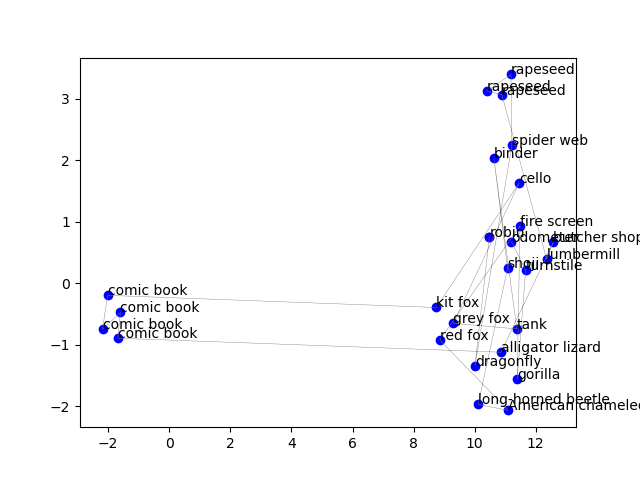 rapeseed
rapeseed
rapeseed
spider web
binder
cello
fire screen
robin
odometer
butcher shop
lumbermill
shoji
turnstile
comic book
comic book
comic book
comic book
kit fox
grey fox
red fox
tank
alligator lizard
dragonfly
gorilla
long-horned beetle
American chameleo
3
2
1
0
−1
−2
−2
0
2
4
6
8
10
12